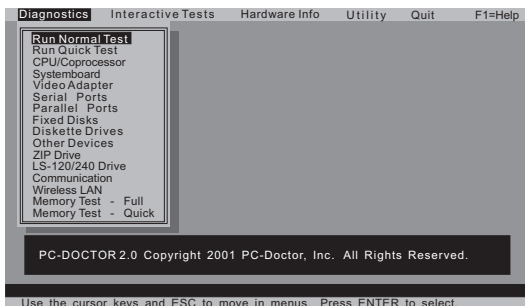 Diagnostics Interactive Tests Hardware Info Utility Quit F1=Help
Run Normal Test
Run Quick Test
CPU/Coprocessor
Systemboard
Video Adapter
Serial Ports
Parallel Ports
Fixed Disks
Diskette Drives
Other Devices
ZIP Drive
LS-120/240 Drive
Communication
Wireless LAN
Memory Test - Full
Memory Test - Quick
PC-DOCTOR 2.0 Copyright 2001 PC-Doctor, Inc. All Rights Reserved.
Use the cursor keys and ESC to move in menus. Press ENTER to select.